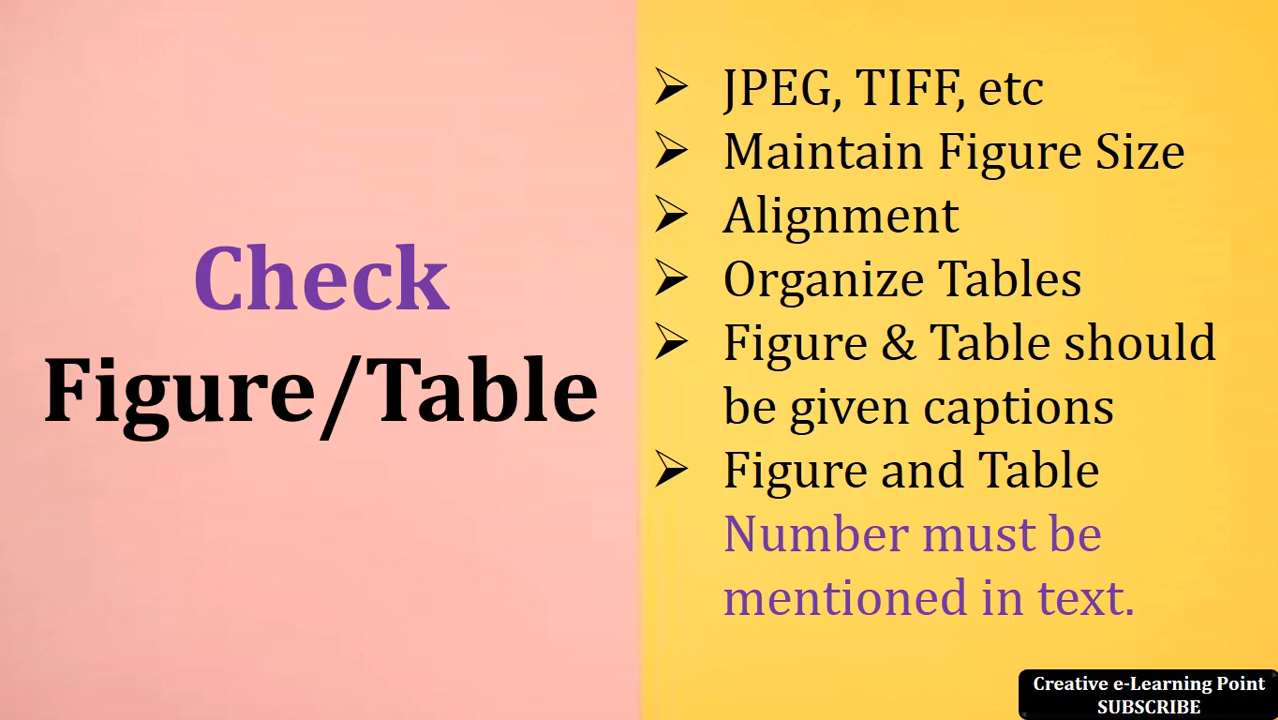 Check
Figure/Table
➢ JPEG, TIFF, etc
➢ Maintain Figure Size
➢ Alignment
➢ Organize Tables
➢ Figure & Table should
be given captions
➢ Figure and Table
Number must be
mentioned in text.
Creative e-Learning Point
SUBSCRIBE